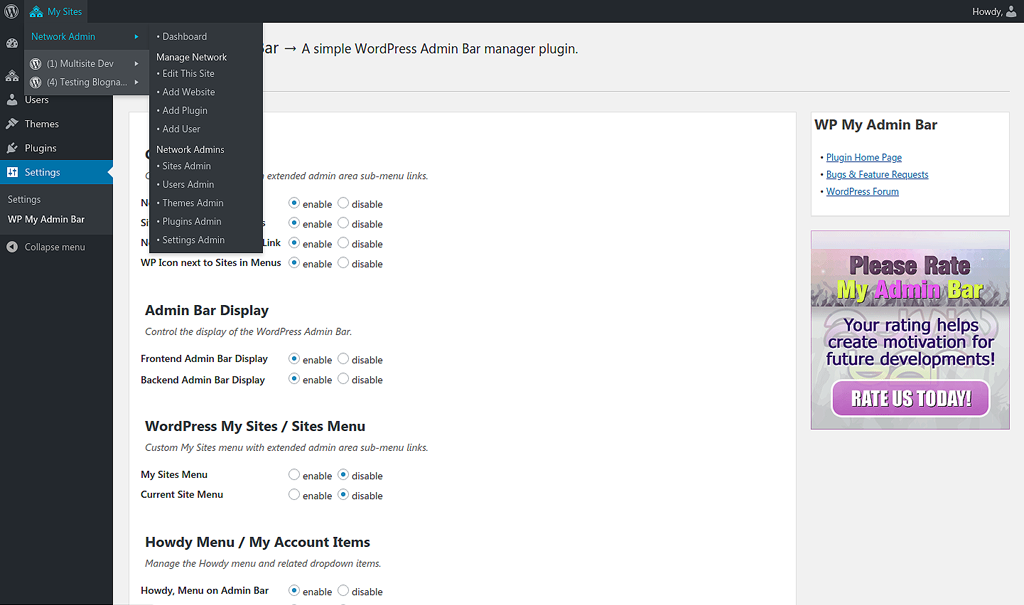 My Sites
Howdy,
Network Admin
(1) Multisite Dev
(4) Testing Blogna...
• Dashboard
Manage Network
• Edit This Site
• Add Website
• Add Plugin
• Add User
Network Admins
• Sites Admin
• Users Admin
• Themes Admin
• Plugins Admin
• Settings Admin
Users
Themes
Plugins
Settings
Settings
WP My Admin Bar
Collapse menu
→ A simple WordPress Admin Bar manager plugin.
extended admin area sub-menu links.
enable disable
enable disable
Link enable disable
WP Icon next to Sites in Menus enable disable
Admin Bar Display
Control the display of the WordPress Admin Bar.
Frontend Admin Bar Display enable disable
Backend Admin Bar Display enable disable
WordPress My Sites / Sites Menu
Custom My Sites menu with extended admin area sub-menu links.
My Sites Menu enable disable
Current Site Menu enable disable
Howdy Menu / My Account Items
Manage the Howdy menu and related dropdown items.
Howdy, Menu on Admin Bar enable disable
WP My Admin Bar
• Plugin Home Page
• Bugs & Feature Requests
• WordPress Forum
Please Rate
My Admin Bar
Your rating helps
create motivation for
future developments!
RATE US TODAY!